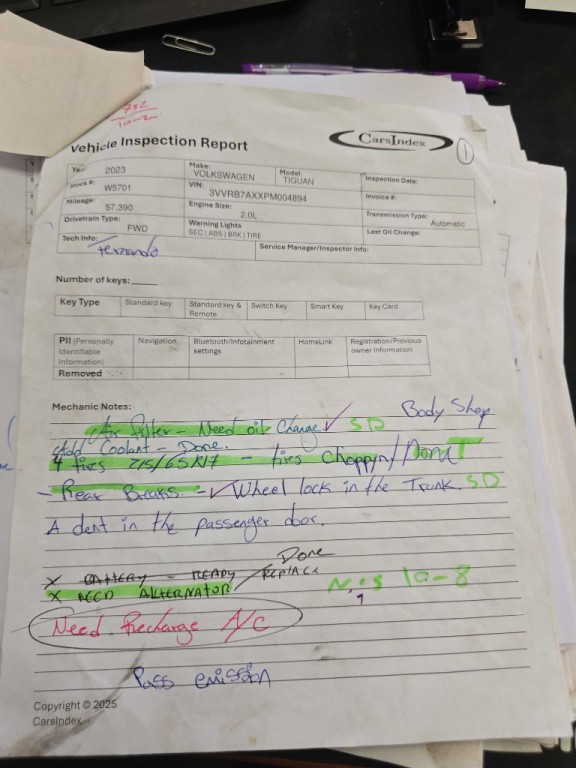 782
10-2
Vehicle Inspection Report
CarsIndex
1
Year: 2023 Make: VOLKSWAGEN Model TIGUAN Inspection Date:
Stock #: W5701 VIN: 3VVRB7AXXPM004894 Invoice #:
Mileage: 57,390 Engine Size: 2.0L Transmission Type: Automatic
Drivetrain Type: FWD Warning Lights SEC | ABS | BRK | TIRE Last Oil Change:
Tech Info: Service Manager/Inspector Info:
Number of keys:
Key Type Standard key Standard key & Remote Switch Key Smart Key Key Card
PII (Personally Identifiable Information) Navigation Bluetooth/Infotainment settings HomeLink Registration/Previous owner Information
Removed
Mechanic Notes:
Body Shop
Air Filter - Need oil Change ✓ SD
Add Coolant - Done.
4 tires 215/65R17 - tires choppyn/Done T
- Rear Breaks. - ✓ Wheel lock in the Trunk. SD
A dent in the passenger door.
Done
X BATTERY - READY / REPLACE
X NEED ALTERNATOR 10-8
Need Recharge A/C
Pass emission
Copyright © 2025
CarsIndex